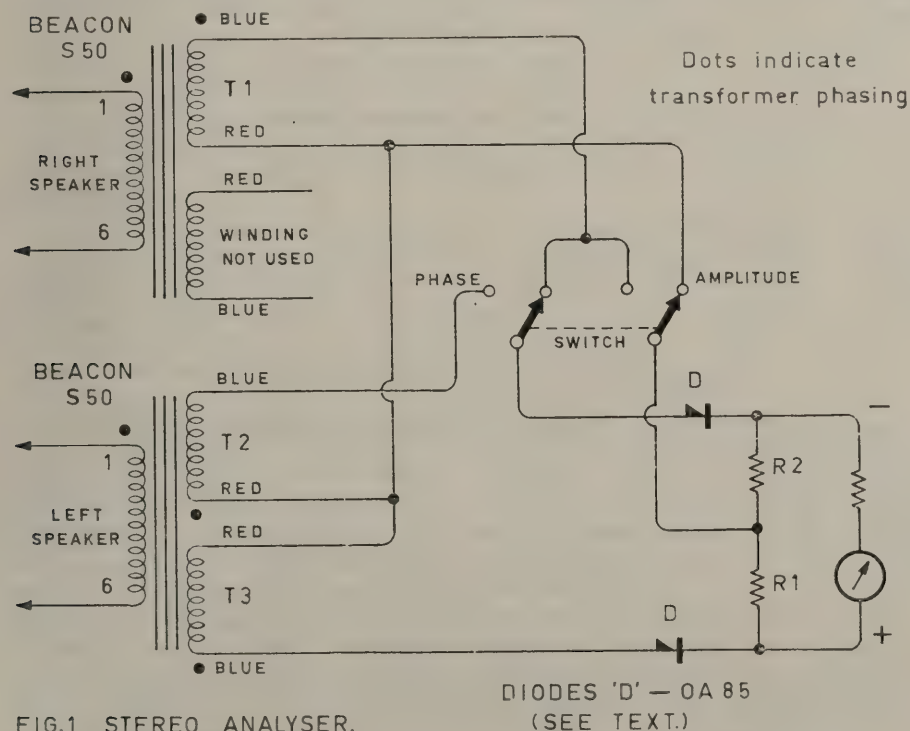 BLUE
BEACON
S 50
Dots indicate
transformer phasing
1
T1
RED
RIGHT
SPEAKER
RED
6
WINDING
NOT USED
BLUE
PHASE
AMPLITUDE
SWITCH
BEACON
S 50
BLUE
D
−
1
T2
R2
RED
LEFT
SPEAKER
RED
R1
6
T3
D
+
BLUE
DIODES 'D' — OA 85
(SEE TEXT.)
FIG.1 STEREO ANALYSER.